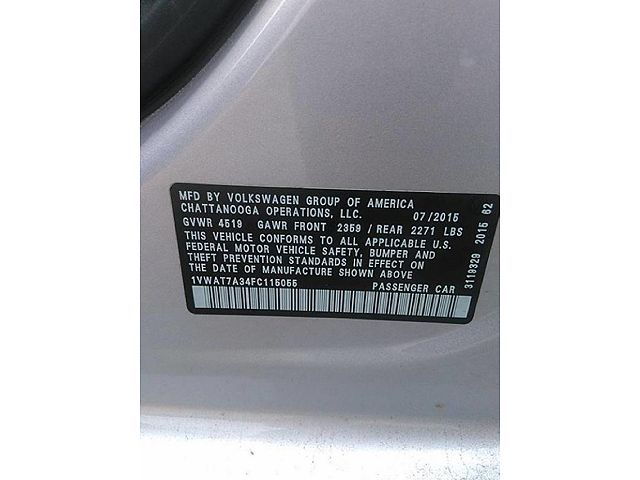 MFD BY VOLKSWAGEN GROUP OF AMERICA
CHATTANOOGA OPERATIONS, LLC. 07/2015
GVWR 4519 GAWR FRONT 2359 / REAR 2271 LBS
THIS VEHICLE CONFORMS TO ALL APPLICABLE U.S.
FEDERAL MOTOR VEHICLE SAFETY, BUMPER AND
THEFT PREVENTION STANDARDS IN EFFECT ON THE
DATE OF MANUFACTURE SHOWN ABOVE
1VWAT7A34FC115055 PASSENGER CAR
3119329 2015 62